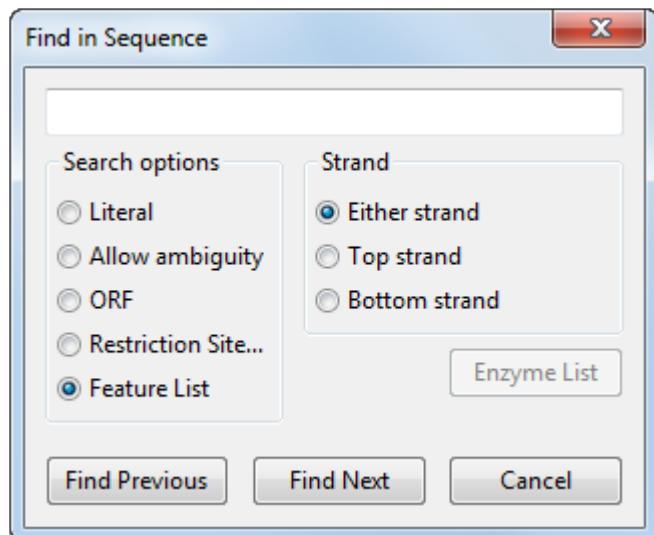 Find in Sequence
Search options
Literal
Allow ambiguity
ORF
Restriction Site...
Feature List
Strand
Either strand
Top strand
Bottom strand
Enzyme List
Find Previous
Find Next
Cancel